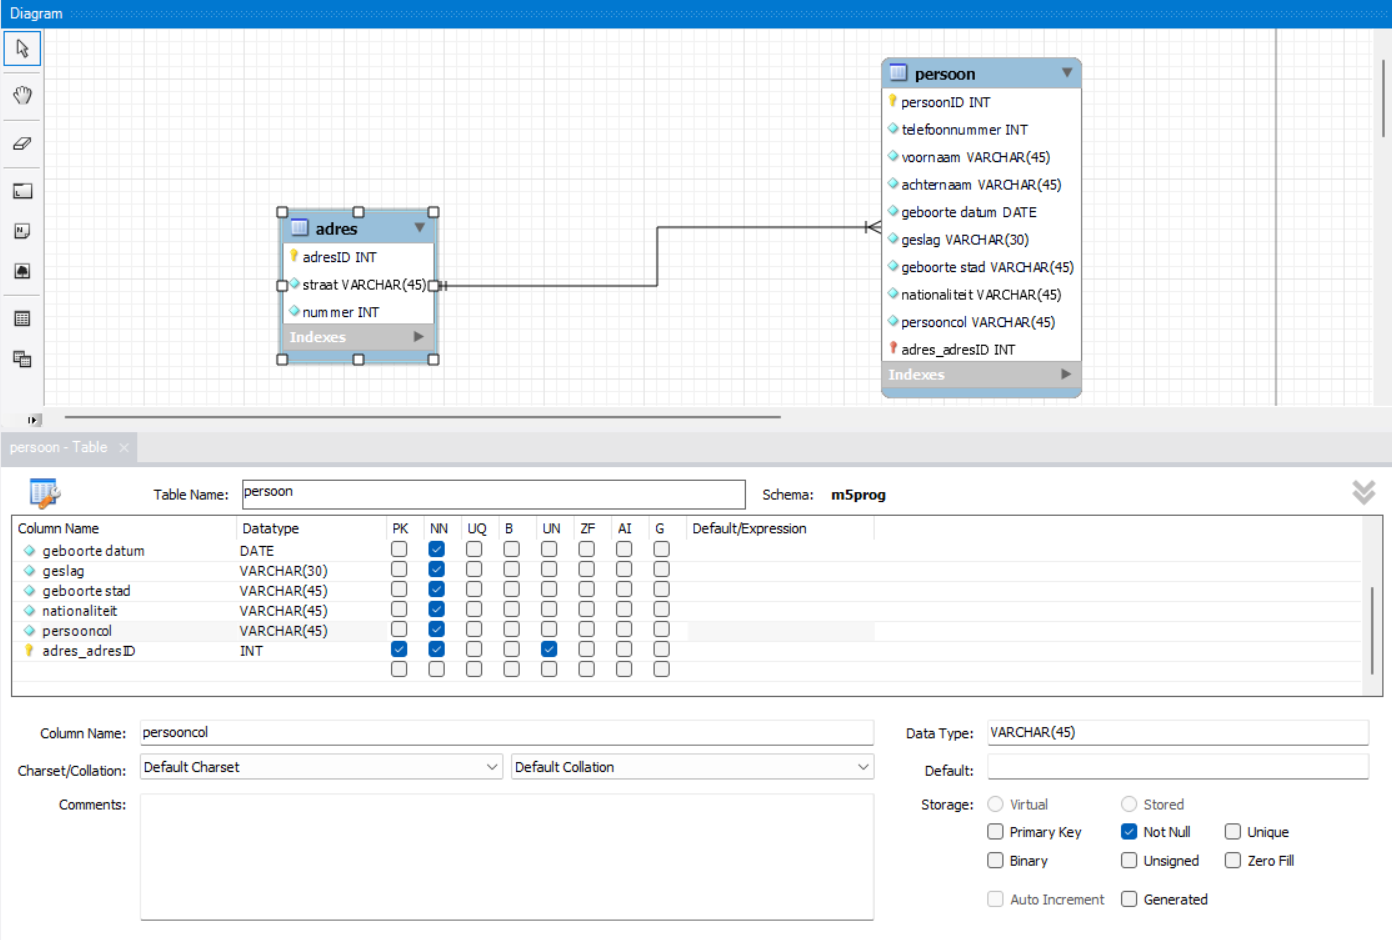 Diagram
persoon
persoonID INT
telefoonnummer INT
voornaam VARCHAR(45)
achternaam VARCHAR(45)
geboorte datum DATE
geslag VARCHAR(30)
geboorte stad VARCHAR(45)
nationaliteit VARCHAR(45)
persooncol VARCHAR(45)
adres_adresID INT
Indexes
adres
adresID INT
straat VARCHAR(45)
nummer INT
Indexes
persoon - Table
Table Name: persoon Schema: m5prog
Column Name Datatype PK NN UQ B UN ZF AI G Default/Expression
geboorte datum DATE
geslag VARCHAR(30)
geboorte stad VARCHAR(45)
nationaliteit VARCHAR(45)
persooncol VARCHAR(45)
adres_adresID INT
Column Name: persooncol Data Type: VARCHAR(45)
Charset/Collation: Default Charset Default Collation Default:
Comments: Storage: Virtual Stored
Primary Key Not Null Unique
Binary Unsigned Zero Fill
Auto Increment Generated